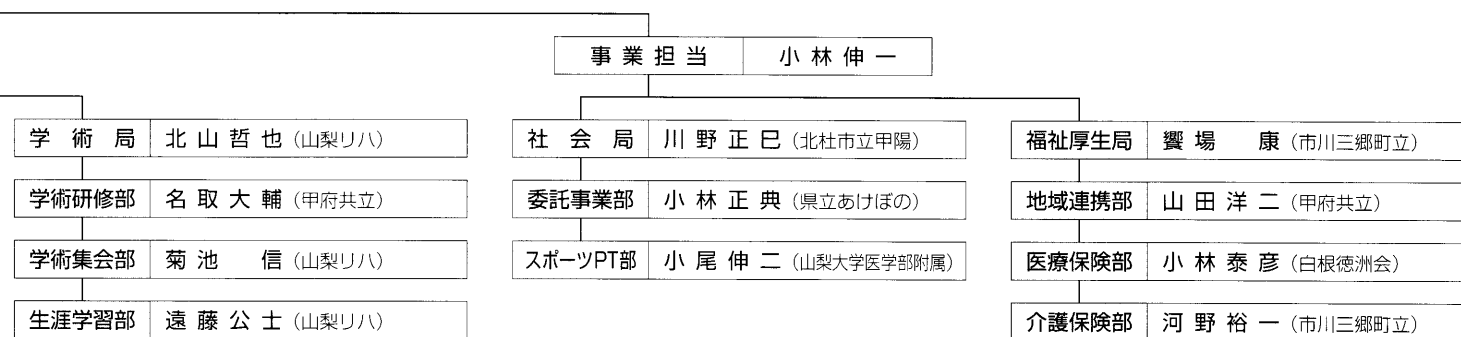 事業担当 小林伸一
学術局 北山哲也(山梨リハ)
学術研修部 名取大輔(甲府共立)
学術集会部 菊池 信(山梨リハ)
生涯学習部 遠藤公士(山梨リハ)
社会局 川野正巳(北杜市立甲陽)
委託事業部 小林正典(県立あけぼの)
スポーツPT部 小尾伸二(山梨大学医学部附属)
福祉厚生局 饗場 康(市川三郷町立)
地域連携部 山田洋二(甲府共立)
医療保険部 小林泰彦(白根徳洲会)
介護保険部 河野裕一(市川三郷町立)